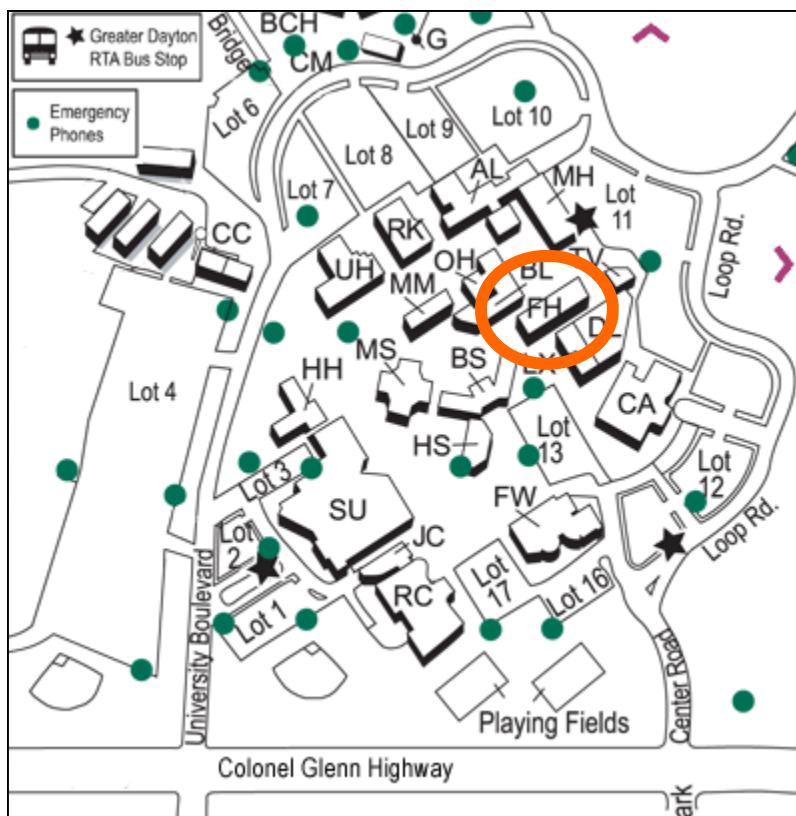 Greater Dayton
RTA Bus Stop
Emergency
Phones
BCH
CM
G
Bridge
Lot 6
Lot 7
Lot 8
Lot 9
Lot 10
AL
MH
Lot
11
Loop Rd.
CC
RK
UH
OH
MM
BL
TV
FH
DL
LX
MS
BS
HH
CA
Lot 4
HS
Lot
13
Lot
12
Lot 3
SU
FW
Loop Rd.
Lot
2
JC
RC
Lot
17
Lot 16
Lot 1
University Boulevard
Center Road
Playing Fields
Colonel Glenn Highway
ark